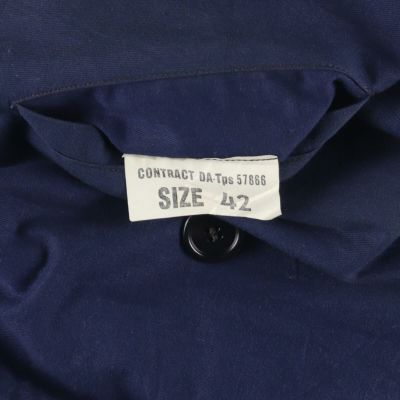 CONTRACT DA-Tps 57866
SIZE 42